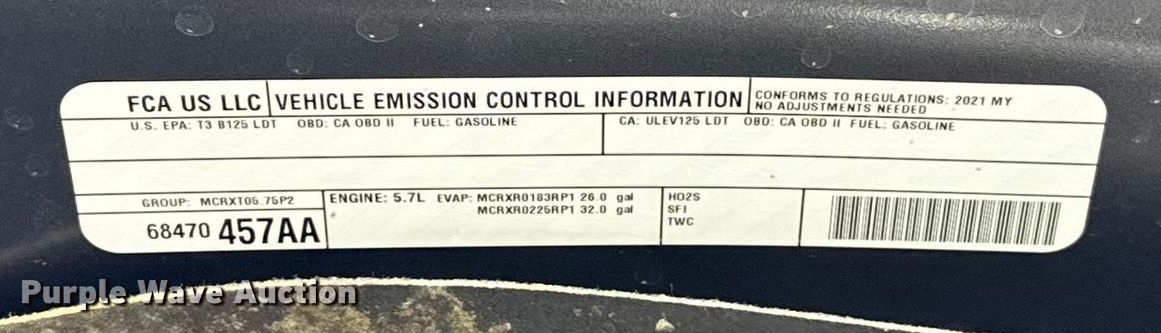 FCA US LLC VEHICLE EMISSION CONTROL INFORMATION CONFORMS TO REGULATIONS: 2021 MY
NO ADJUSTMENTS NEEDED
U.S. EPA: T3 B125 LDT OBD: CA OBD II FUEL: GASOLINE CA: ULEV125 LDT OBD: CA OBD II FUEL: GASOLINE
GROUP: MCRXT05.75P2 ENGINE: 5.7L EVAP: MCRXR0183RP1 26.0 gal HO2S
MCRXR0225RP1 32.0 gal SFI
68470 457AA TWC
Purple Wave Auction